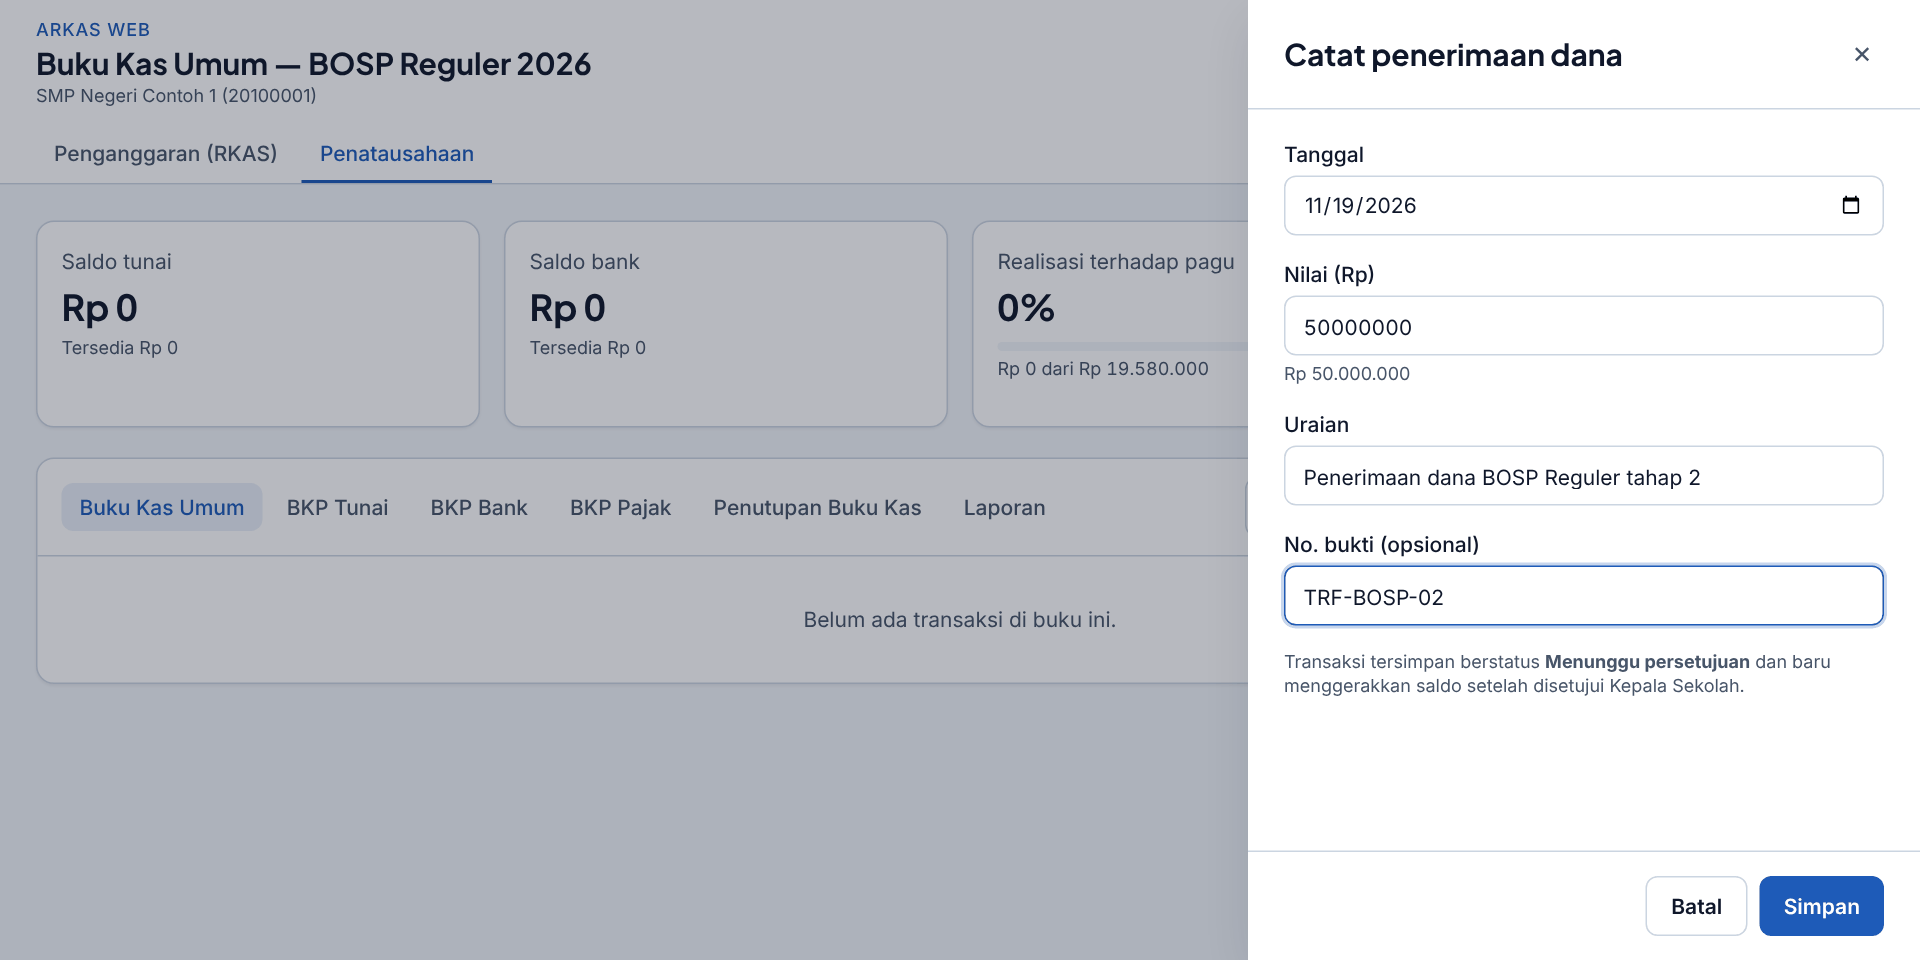 ARKAS WEB
Buku Kas Umum — BOSP Reguler 2026
SMP Negeri Contoh 1 (20100001)
Penganggaran (RKAS)
Penatausahaan
Saldo tunai
Rp 0
Tersedia Rp 0
Saldo bank
Rp 0
Tersedia Rp 0
Realisasi terhadap pagu
0%
Rp 0 dari Rp 19.580.000
Buku Kas Umum
BKP Tunai
BKP Bank
BKP Pajak
Penutupan Buku Kas
Laporan
Belum ada transaksi di buku ini.
Catat penerimaan dana
Tanggal
11/19/2026
Nilai (Rp)
50000000
Rp 50.000.000
Uraian
Penerimaan dana BOSP Reguler tahap 2
No. bukti (opsional)
TRF-BOSP-02
Transaksi tersimpan berstatus Menunggu persetujuan dan baru
menggerakkan saldo setelah disetujui Kepala Sekolah.
Batal
Simpan